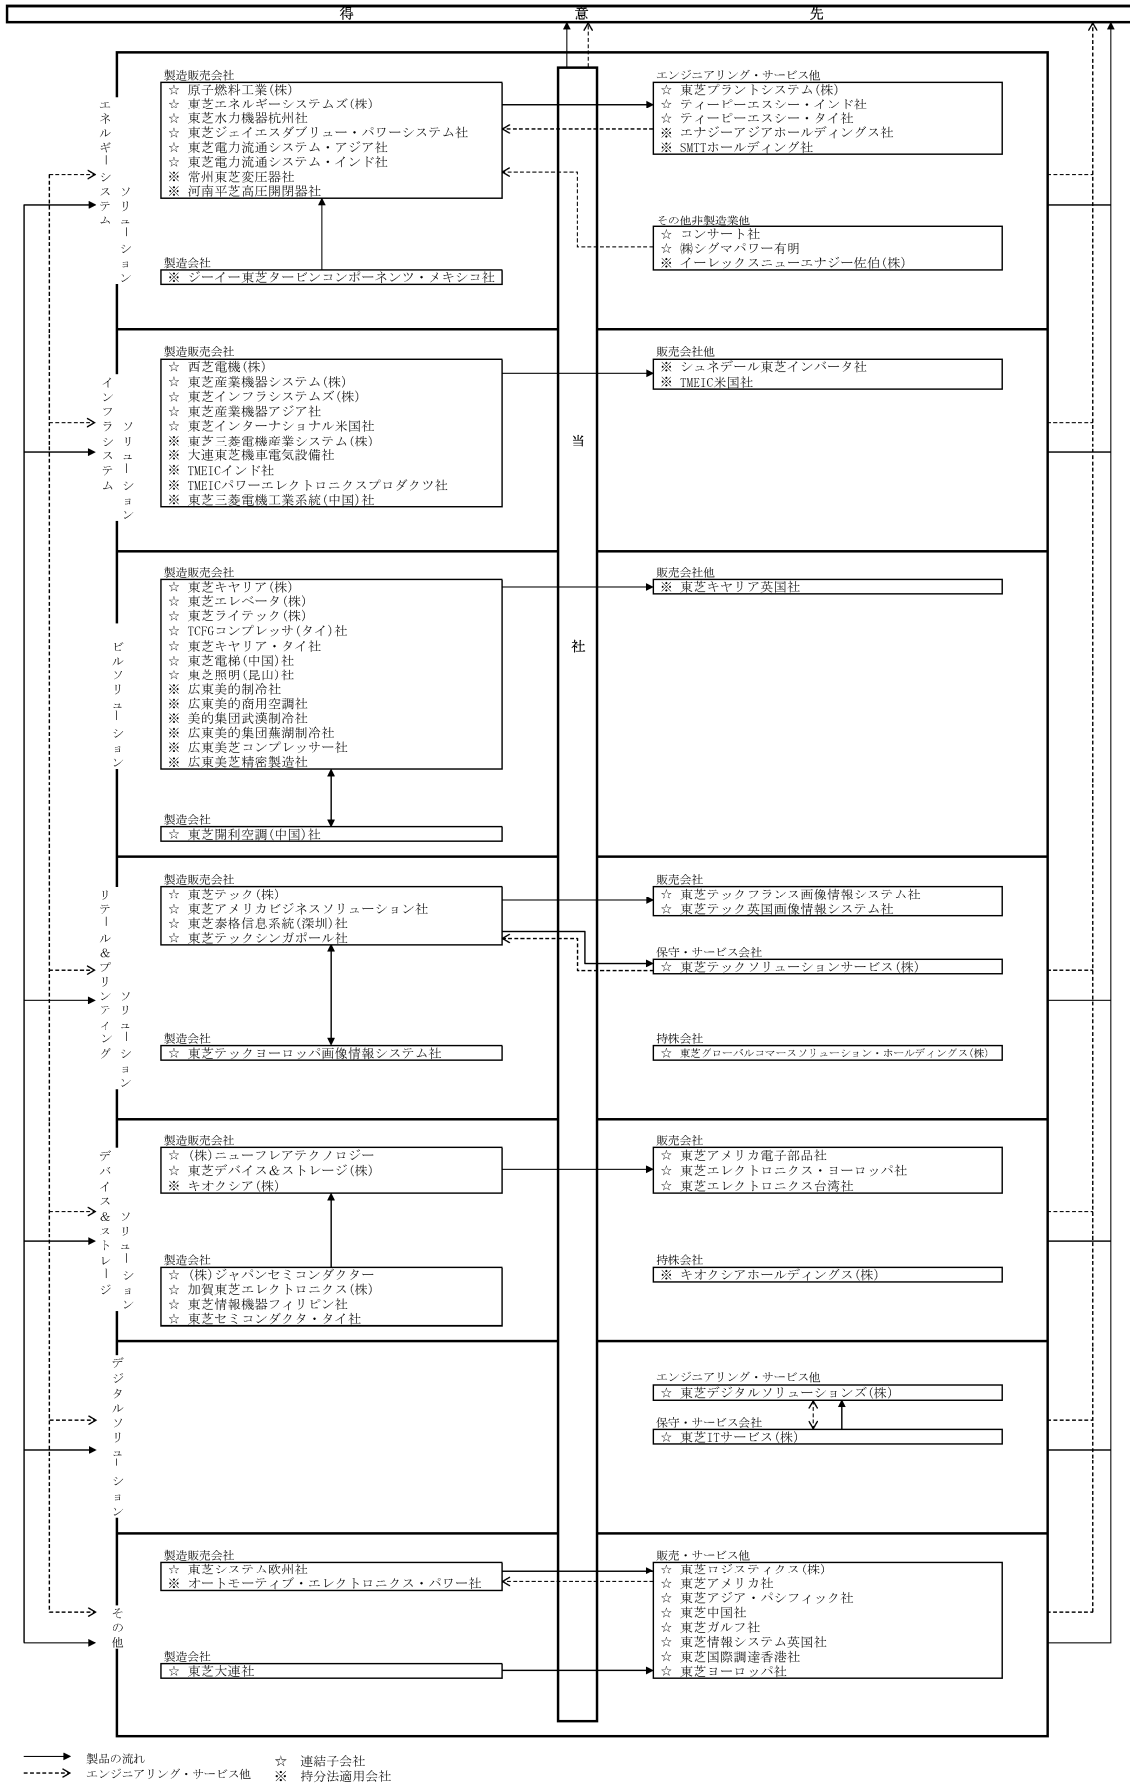 得意先
エネルギーシステム
ソリューション
製造販売会社
☆ 原子燃料工業(株)
☆ 東芝エネルギーシステムズ(株)
☆ 東芝水力機器杭州社
☆ 東芝ジェイエスダブリュー・パワーシステム社
☆ 東芝電力流通システム・アジア社
☆ 東芝電力流通システム・インド社
※ 常州東芝変圧器社
※ 河南平芝高圧開閉器社
製造会社
※ ジーイー東芝タービンコンポーネンツ・メキシコ社
エンジニアリング・サービス他
☆ 東芝プラントシステム(株)
☆ ティーピーエスシー・インド社
☆ ティーピーエスシー・タイ社
※ エナジーアジアホールディングス社
※ SMTTホールディング社
その他非製造業他
☆ コンサート社
☆ ㈱シグマパワー有明
※ イーレックスニューエナジー佐伯(株)
インフラシステム
ソリューション
製造販売会社
☆ 西芝電機(株)
☆ 東芝産業機器システム(株)
☆ 東芝インフラシステムズ(株)
☆ 東芝産業機器アジア社
☆ 東芝インターナショナル米国社
※ 東芝三菱電機産業システム(株)
※ 大連東芝機車電気設備社
※ TMEICインド社
※ TMEICパワーエレクトロニクスプロダクツ社
※ 東芝三菱電機工業系統(中国)社
販売会社他
※ シュネデール東芝インバータ社
※ TMEIC米国社
当社
ビルソリューション
製造販売会社
☆ 東芝キヤリア(株)
☆ 東芝エレベータ(株)
☆ 東芝ライテック(株)
☆ TCFGコンプレッサ(タイ)社
☆ 東芝キヤリア・タイ社
☆ 東芝電梯(中国)社
☆ 東芝照明(昆山)社
※ 広東美的制冷社
※ 広東美的商用空調社
※ 美的集団武漢制冷社
※ 広東美的集団蕪湖制冷社
※ 広東美芝コンプレッサー社
※ 広東美芝精密製造社
製造会社
☆ 東芝開利空調(中国)社
販売会社他
※ 東芝キヤリア英国社
リテール&プリンティング
ソリューション
製造販売会社
☆ 東芝テック(株)
☆ 東芝アメリカビジネスソリューション社
☆ 東芝泰格信息系統(深圳)社
☆ 東芝テックシンガポール社
製造会社
☆ 東芝テックヨーロッパ画像情報システム社
販売会社
☆ 東芝テックフランス画像情報システム社
☆ 東芝テック英国画像情報システム社
保守・サービス会社
☆ 東芝テックソリューションサービス(株)
持株会社
☆ 東芝グローバルコマースソリューション・ホールディングス(株)
デバイス&ストレージ
ソリューション
製造販売会社
☆ (株)ニューフレアテクノロジー
☆ 東芝デバイス&ストレージ(株)
※ キオクシア(株)
製造会社
☆ (株)ジャパンセミコンダクター
☆ 加賀東芝エレクトロニクス(株)
☆ 東芝情報機器フィリピン社
☆ 東芝セミコンダクタ・タイ社
販売会社
☆ 東芝アメリカ電子部品社
☆ 東芝エレクトロニクス・ヨーロッパ社
☆ 東芝エレクトロニクス台湾社
持株会社
※ キオクシアホールディングス(株)
デジタルソリューション
エンジニアリング・サービス他
☆ 東芝デジタルソリューションズ(株)
保守・サービス会社
☆ 東芝ITサービス(株)
その他
製造販売会社
☆ 東芝システム欧州社
※ オートモーティブ・エレクトロニクス・パワー社
製造会社
☆ 東芝大連社
販売・サービス他
☆ 東芝ロジスティクス(株)
☆ 東芝アメリカ社
☆ 東芝アジア・パシフィック社
☆ 東芝中国社
☆ 東芝ガルフ社
☆ 東芝情報システム英国社
☆ 東芝国際調達香港社
☆ 東芝ヨーロッパ社
製品の流れ
エンジニアリング・サービス他
☆ 連結子会社
※ 持分法適用会社